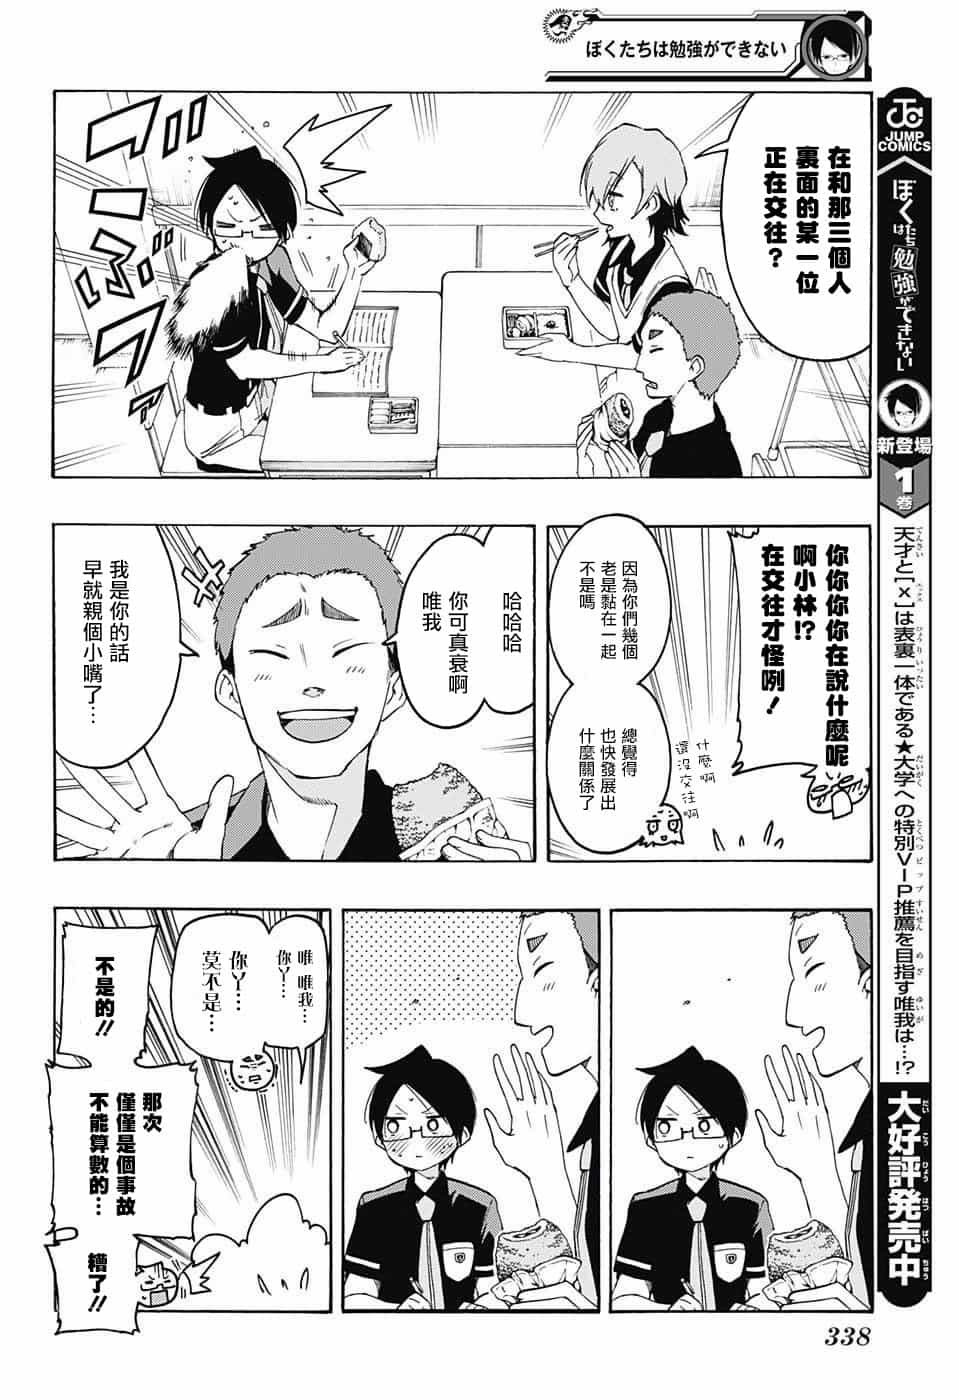 ぼくたちは勉強ができない
JUMP COMICS
ぼくたちは勉強ができない
新登場
1巻
天才と[x]は表裏一体である★大学への特別VIP推薦を目指す唯我は…!?
大好評発売中
在和那三個人
裏面的某一位
正在交往？
你你你你在說什麼呢
啊小林!?
在交往才怪咧！
什麼啊
還沒交往啊
因為你們幾個
老是黏在一起
不是嗎
總覺得
也快發展出
什麼關係了
哈哈哈
你可真衰啊
唯我
我是你的話
早就親個小嘴了…
唯 唯我…
你丫…
你丫…
莫不是…
不是的!!
那次
僅僅是個事故
不能算數的…
糟了!!
338